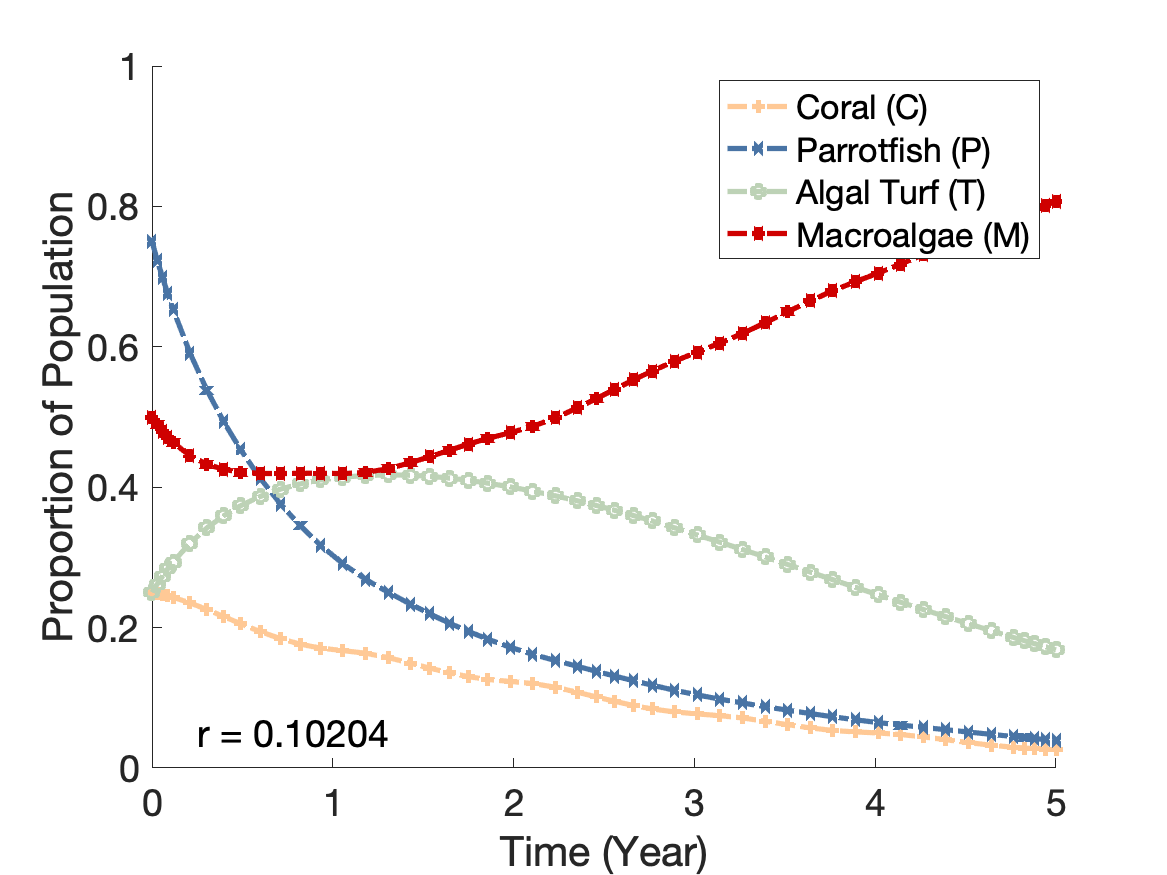 1
0.8
0.6
0.4
0.2
0
Proportion of Population
Coral (C)
Parrotfish (P)
Algal Turf (T)
Macroalgae (M)
r = 0.10204
0 1 2 3 4 5
Time (Year)